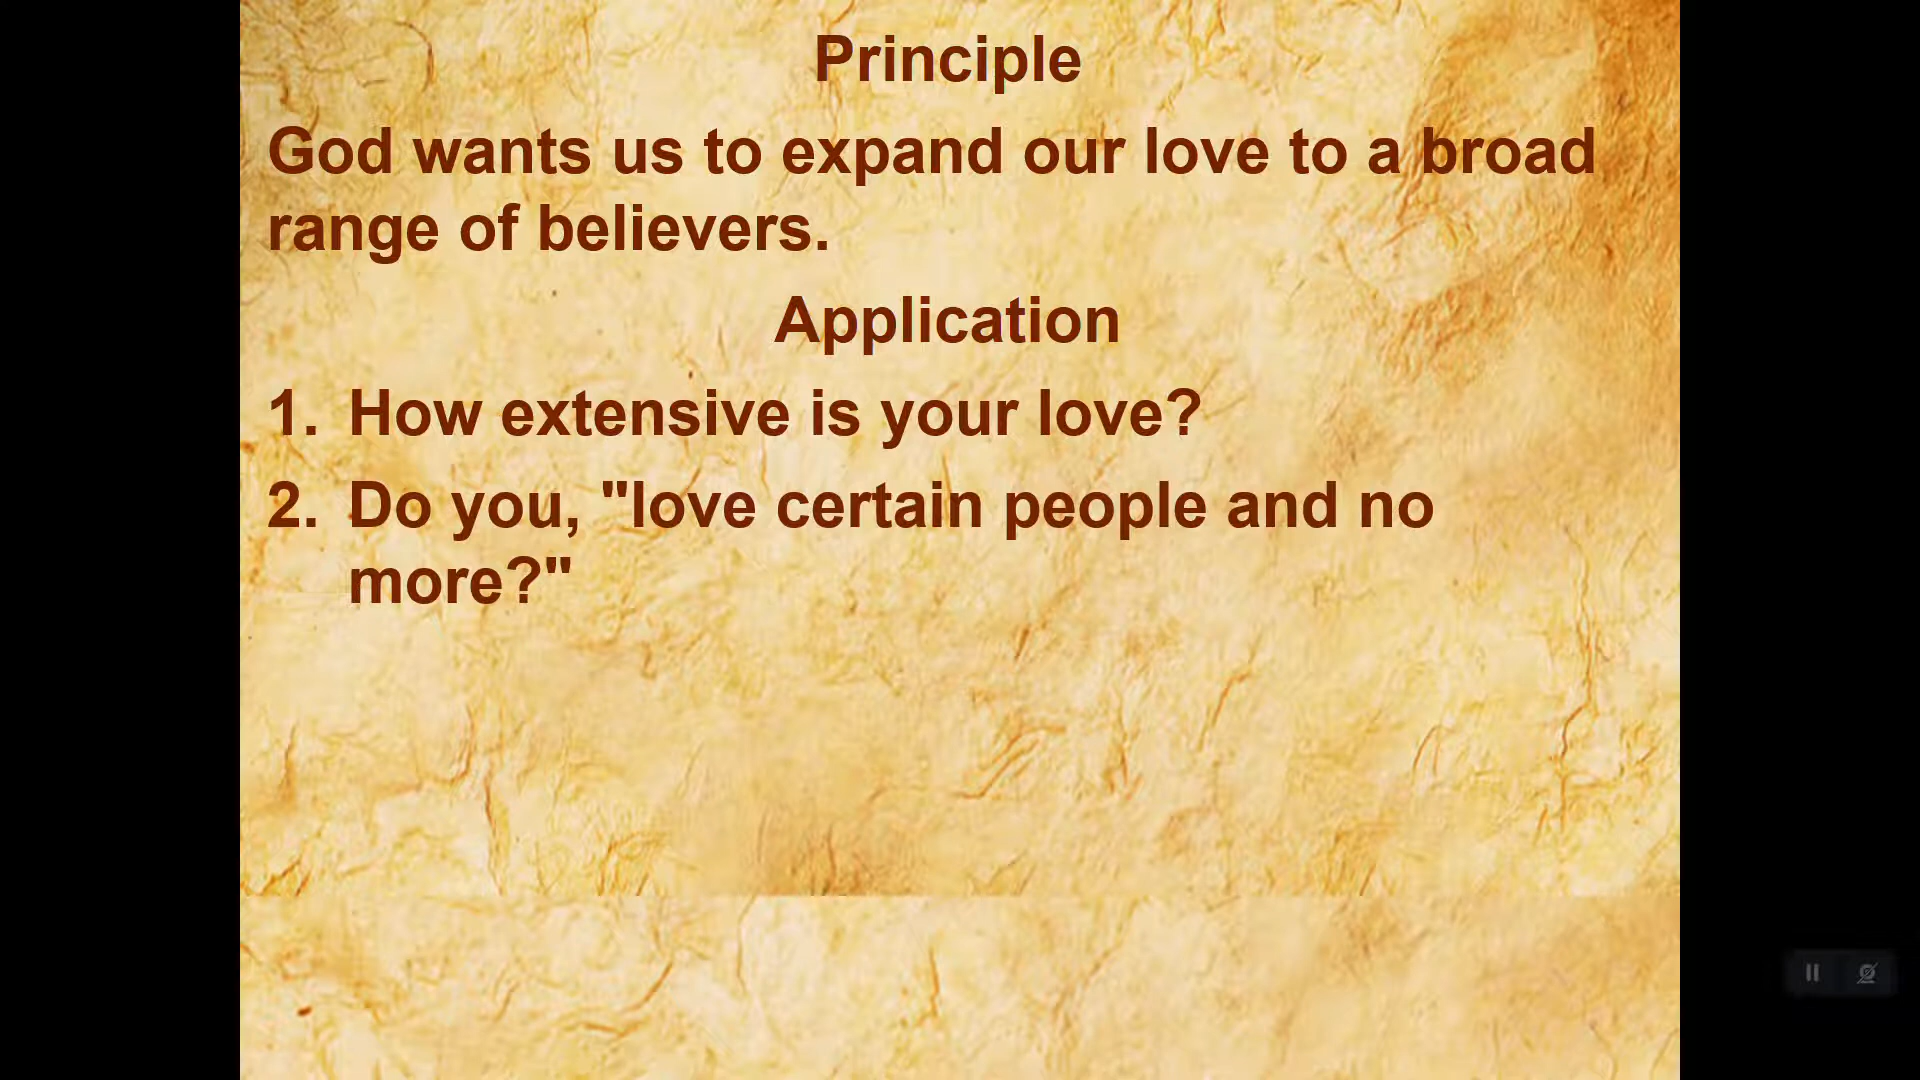 Principle
God wants us to expand our love to a broad
range of believers.
Application
1. How extensive is your love?
2. Do you, "love certain people and no
more?"